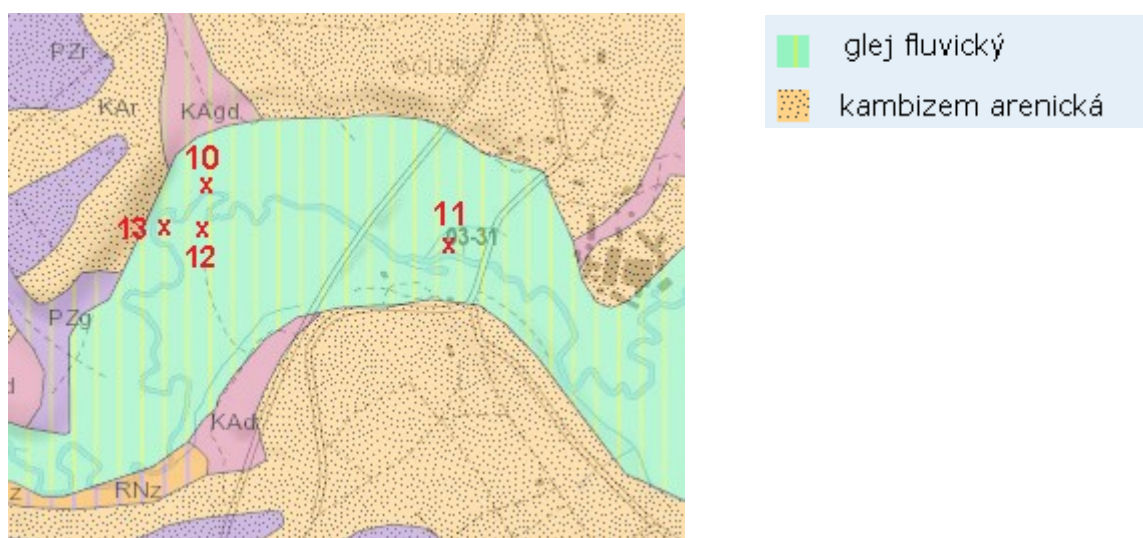 PZr
KAr
KAgd
10
11
13
12
03-31
PZg
d
KAd
z
RNz
glej fluvický
kambizem arenická